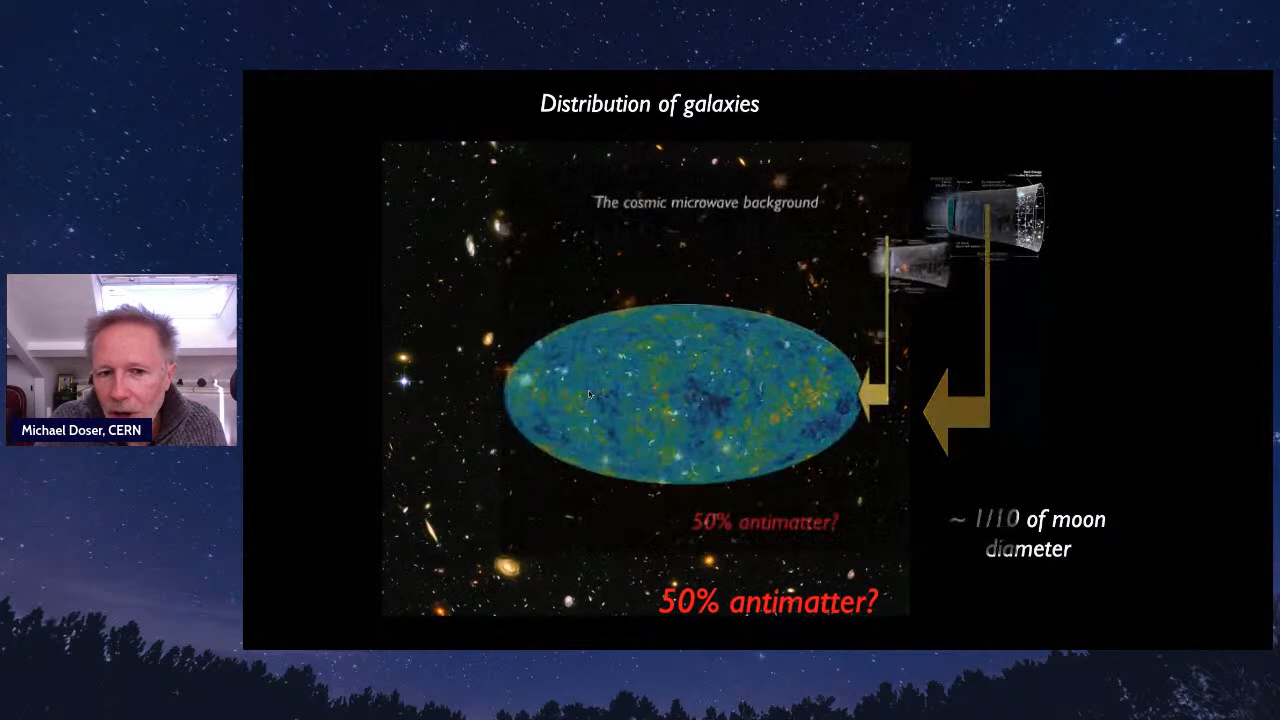 Distribution of galaxies
The cosmic microwave background
50% antimatter?
~ 1/10 of moon
diameter
50% antimatter?
Michael Doser, CERN